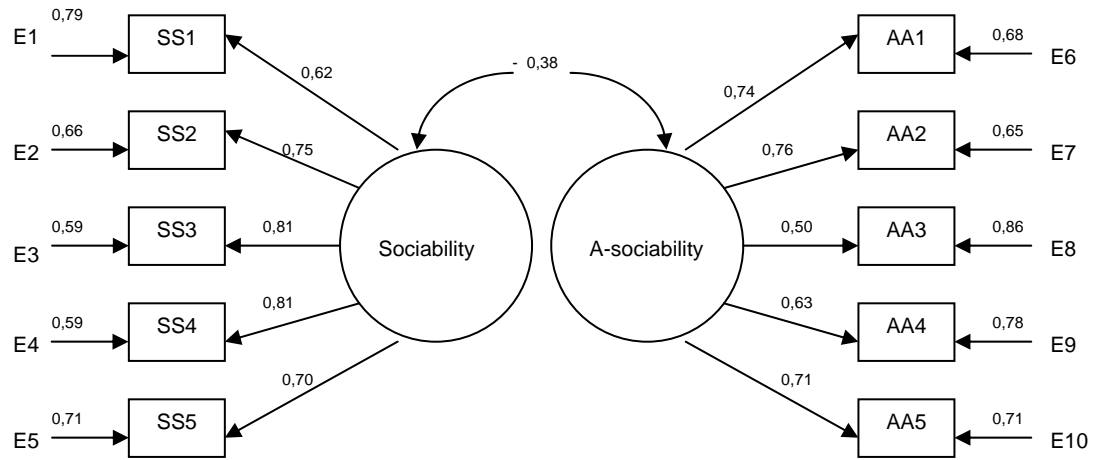 0,79
E1
SS1
0,62
- 0,38
0,74
AA1
0,68
E6
0,66
E2
SS2
0,75
0,76
AA2
0,65
E7
0,59
E3
SS3
0,81
Sociability
A-sociability
0,50
AA3
0,86
E8
0,59
E4
SS4
0,81
0,63
AA4
0,78
E9
0,71
E5
SS5
0,70
0,71
AA5
0,71
E10